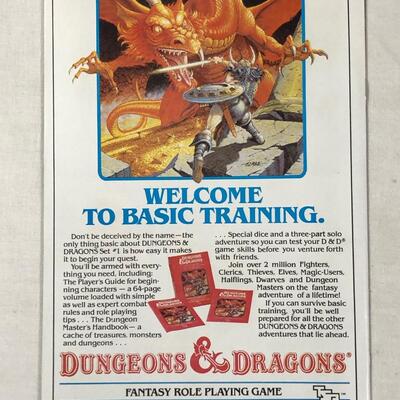 WELCOME
TO BASIC TRAINING.
Don't be deceived by the name—the
only thing basic about DUNGEONS &
DRAGONS Set #1 is how easy it makes
it to begin your quest.
You'll be armed with every-
thing you need, including:
The Player's Guide for begin-
ning characters — a 64-page
volume loaded with simple
as well as expert combat
rules and role playing
tips . . . The Dungeon
Master's Handbook— a
cache of treasures, monsters
and dungeons . . .
. . . Special dice and a three-part solo
adventure so you can test your D & D®
game skills before you venture forth
with friends.
Join over 2 million Fighters,
Clerics, Thieves, Elves, Magic-Users,
Halflings, Dwarves and Dungeon
Masters on the fantasy
adventure of a lifetime!
If you can survive basic
training, you'll be well
prepared for all the other
DUNGEONS & DRAGONS
adventures that lie ahead.
DUNGEONS & DRAGONS®
FANTASY ROLE PLAYING GAME